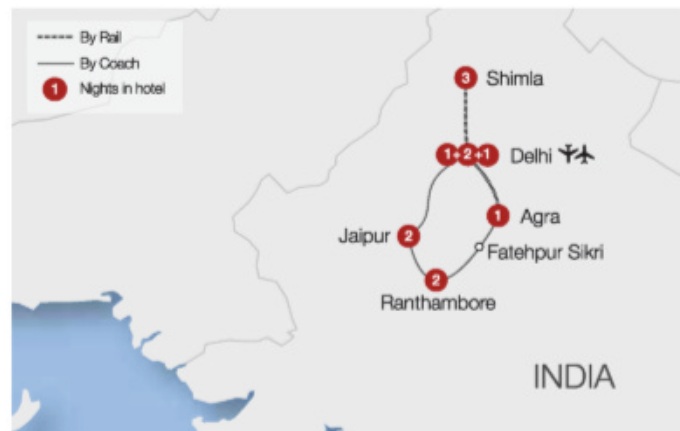 By Rail
By Coach
1 Nights in hotel
3 Shimla
1+2+1 Delhi
1 Agra
Jaipur 2
Fatehpur Sikri
2
Ranthambore
INDIA